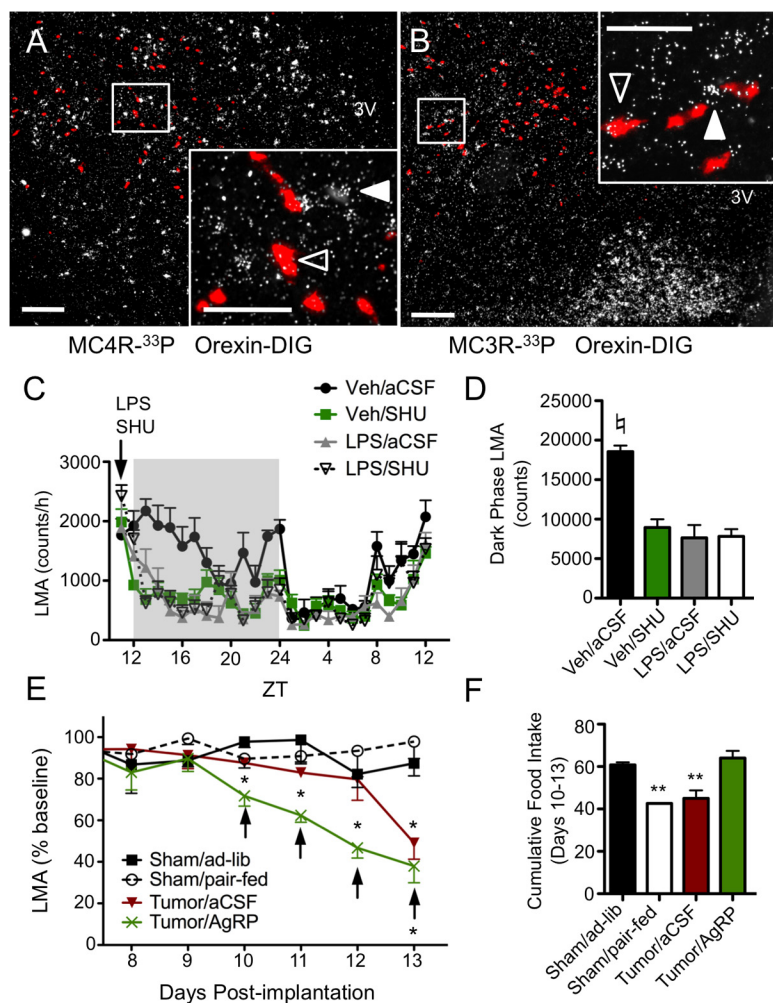 A
B
3V
3V
MC4R-³³P Orexin-DIG
MC3R-³³P Orexin-DIG
C
LPS
SHU
Veh/aCSF
Veh/SHU
LPS/aCSF
LPS/SHU
3000
2000
1000
0
LMA (counts/h)
12 16 20 24 4 8 12
ZT
D
25000
20000
15000
10000
5000
0
Dark Phase LMA
(counts)
♮
Veh/aCSF
Veh/SHU
LPS/aCSF
LPS/SHU
E
100
80
60
40
20
0
LMA (% baseline)
* * * *
*
Sham/ad-lib
Sham/pair-fed
Tumor/aCSF
Tumor/AgRP
8 9 10 11 12 13
Days Post-implantation
F
80
60
40
20
0
Cumulative Food Intake
(Days 10-13)
** **
Sham/ad-lib
Sham/pair-fed
Tumor/aCSF
Tumor/AgRP